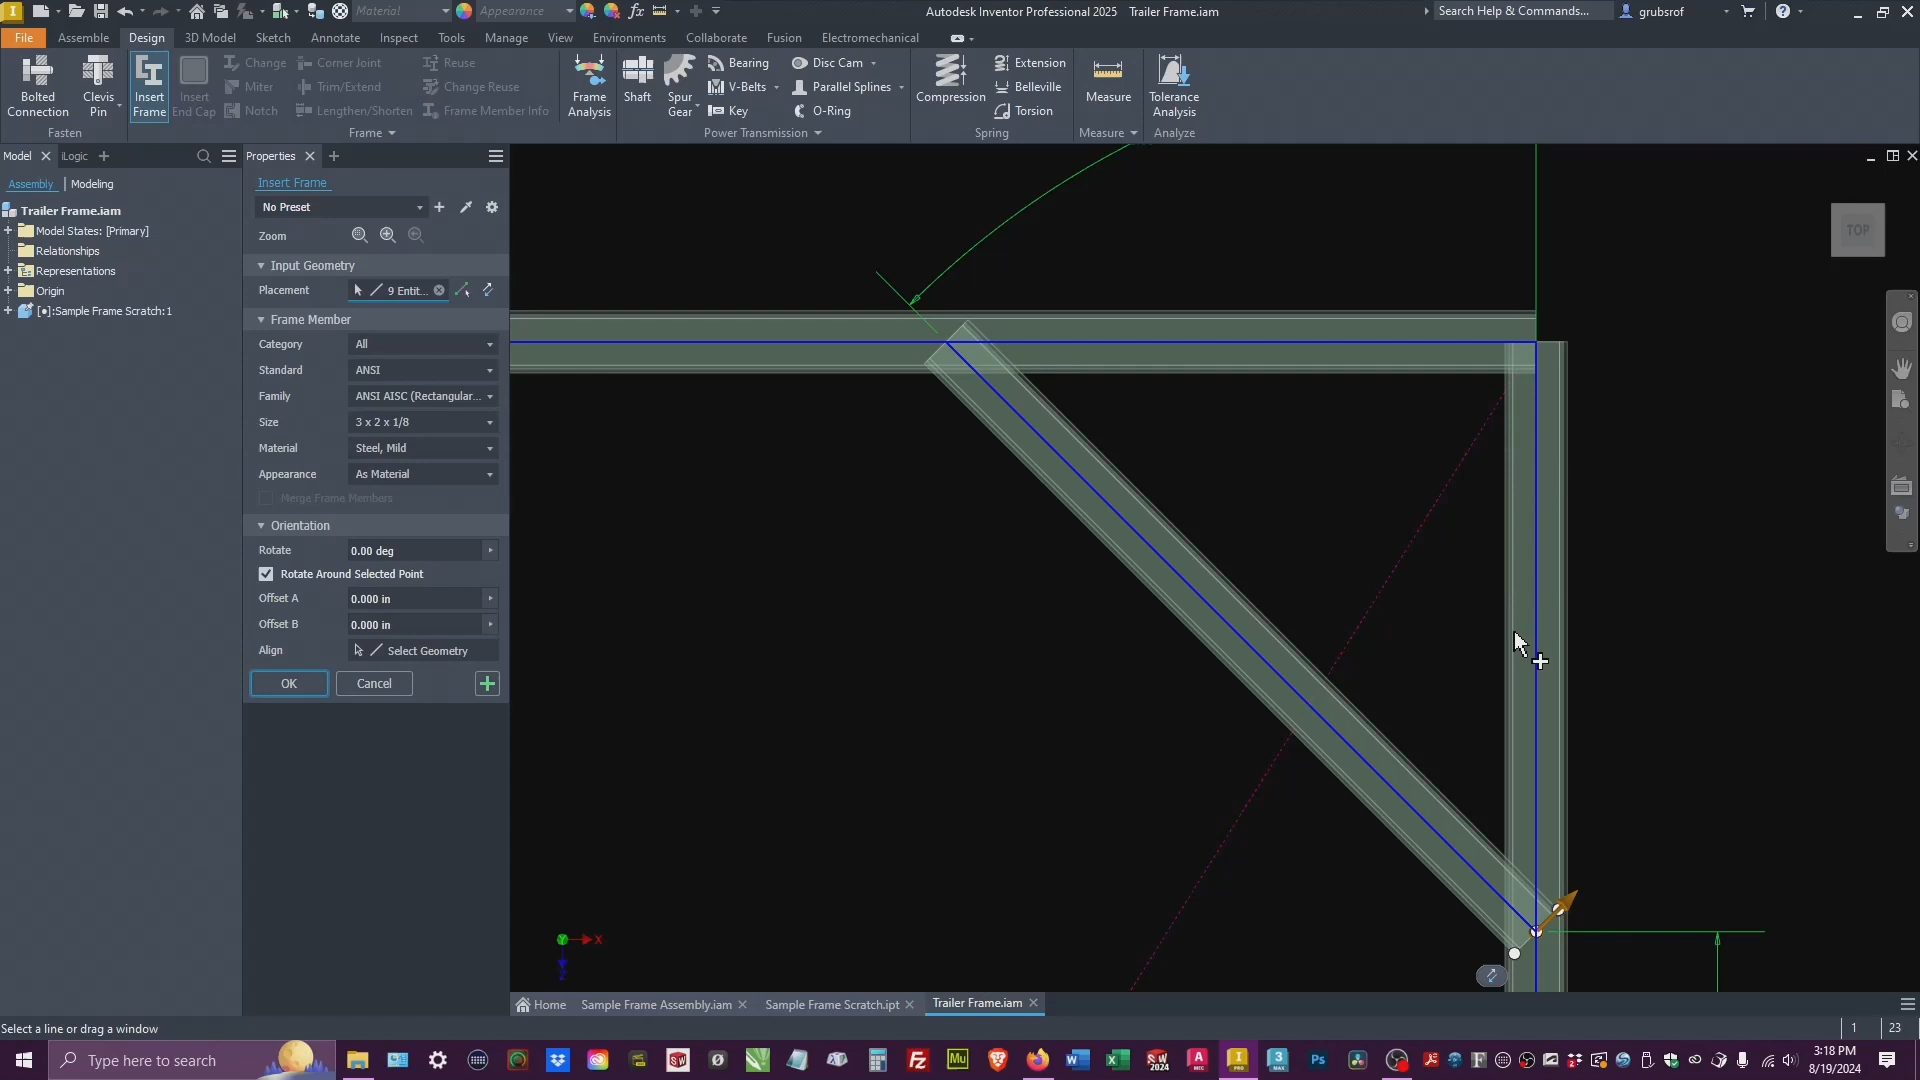 Material
Appearance
Autodesk Inventor Professional 2025 Trailer Frame.iam
Search Help & Commands...
grubsrof
File Assemble Design 3D Model Sketch Annotate Inspect Tools Manage View Environments Collaborate Fusion Electromechanical
Bolted Connection
Clevis Pin
Fasten
Insert Frame
Insert End Cap
Change
Miter
Notch
Corner Joint
Trim/Extend
Lengthen/Shorten
Reuse
Change Reuse
Frame Member Info
Frame
Frame Analysis
Shaft
Spur Gear
Bearing
V-Belts
Key
Disc Cam
Parallel Splines
O-Ring
Power Transmission
Compression
Extension
Belleville
Torsion
Spring
Measure
Measure
Tolerance Analysis
Analyze
Model
iLogic
Assembly | Modeling
Trailer Frame.iam
Model States: [Primary]
Relationships
Representations
Origin
[●]:Sample Frame Scratch:1
Properties
Insert Frame
No Preset
Zoom
Input Geometry
Placement 9 Entit...
Frame Member
Category All
Standard ANSI
Family ANSI AISC (Rectangular...
Size 3 x 2 x 1/8
Material Steel, Mild
Appearance As Material
Merge Frame Members
Orientation
Rotate 0.00 deg
Rotate Around Selected Point
Offset A 0.000 in
Offset B 0.000 in
Align Select Geometry
OK Cancel
TOP
X
Home Sample Frame Assembly.iam Sample Frame Scratch.ipt Trailer Frame.iam
Select a line or drag a window
1 23
Type here to search
3:18 PM
8/19/2024